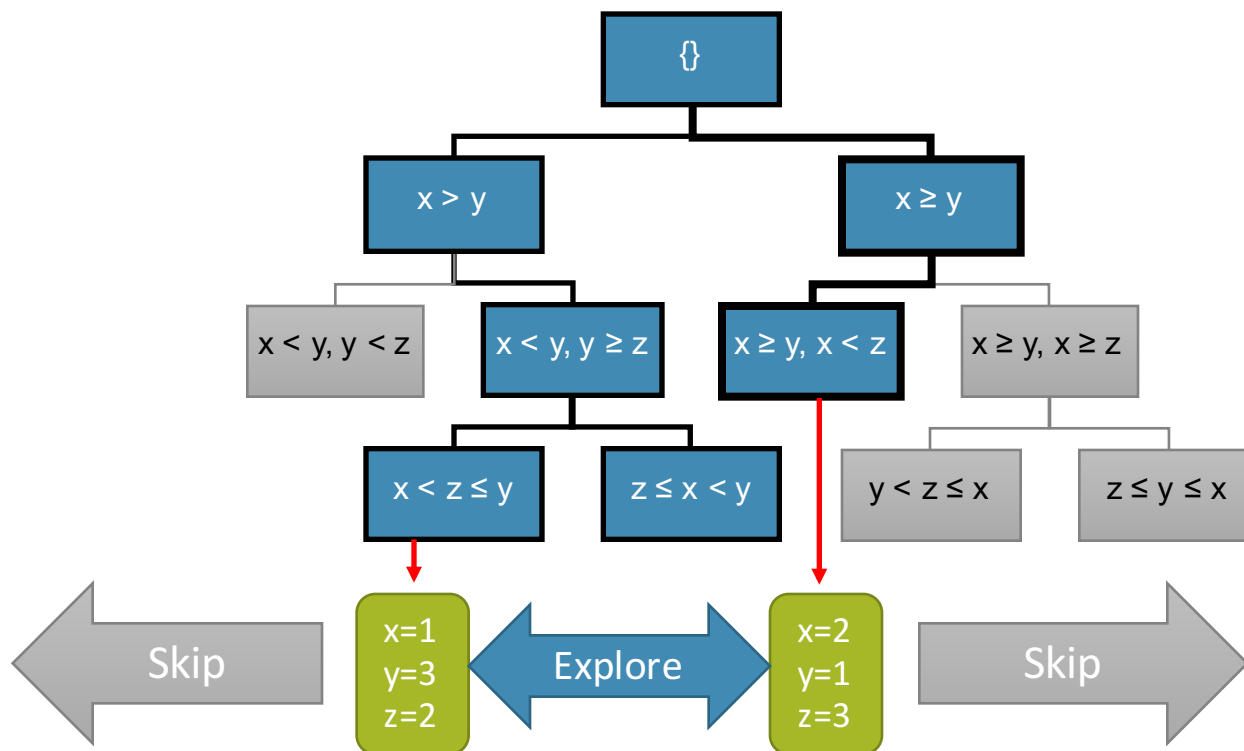 {}
x > y
x ≥ y
x < y, y < z
x < y, y ≥ z
x ≥ y, x < z
x ≥ y, x ≥ z
x < z ≤ y
z ≤ x < y
y < z ≤ x
z ≤ y ≤ x
Skip
x=1
y=3
z=2
Explore
x=2
y=1
z=3
Skip